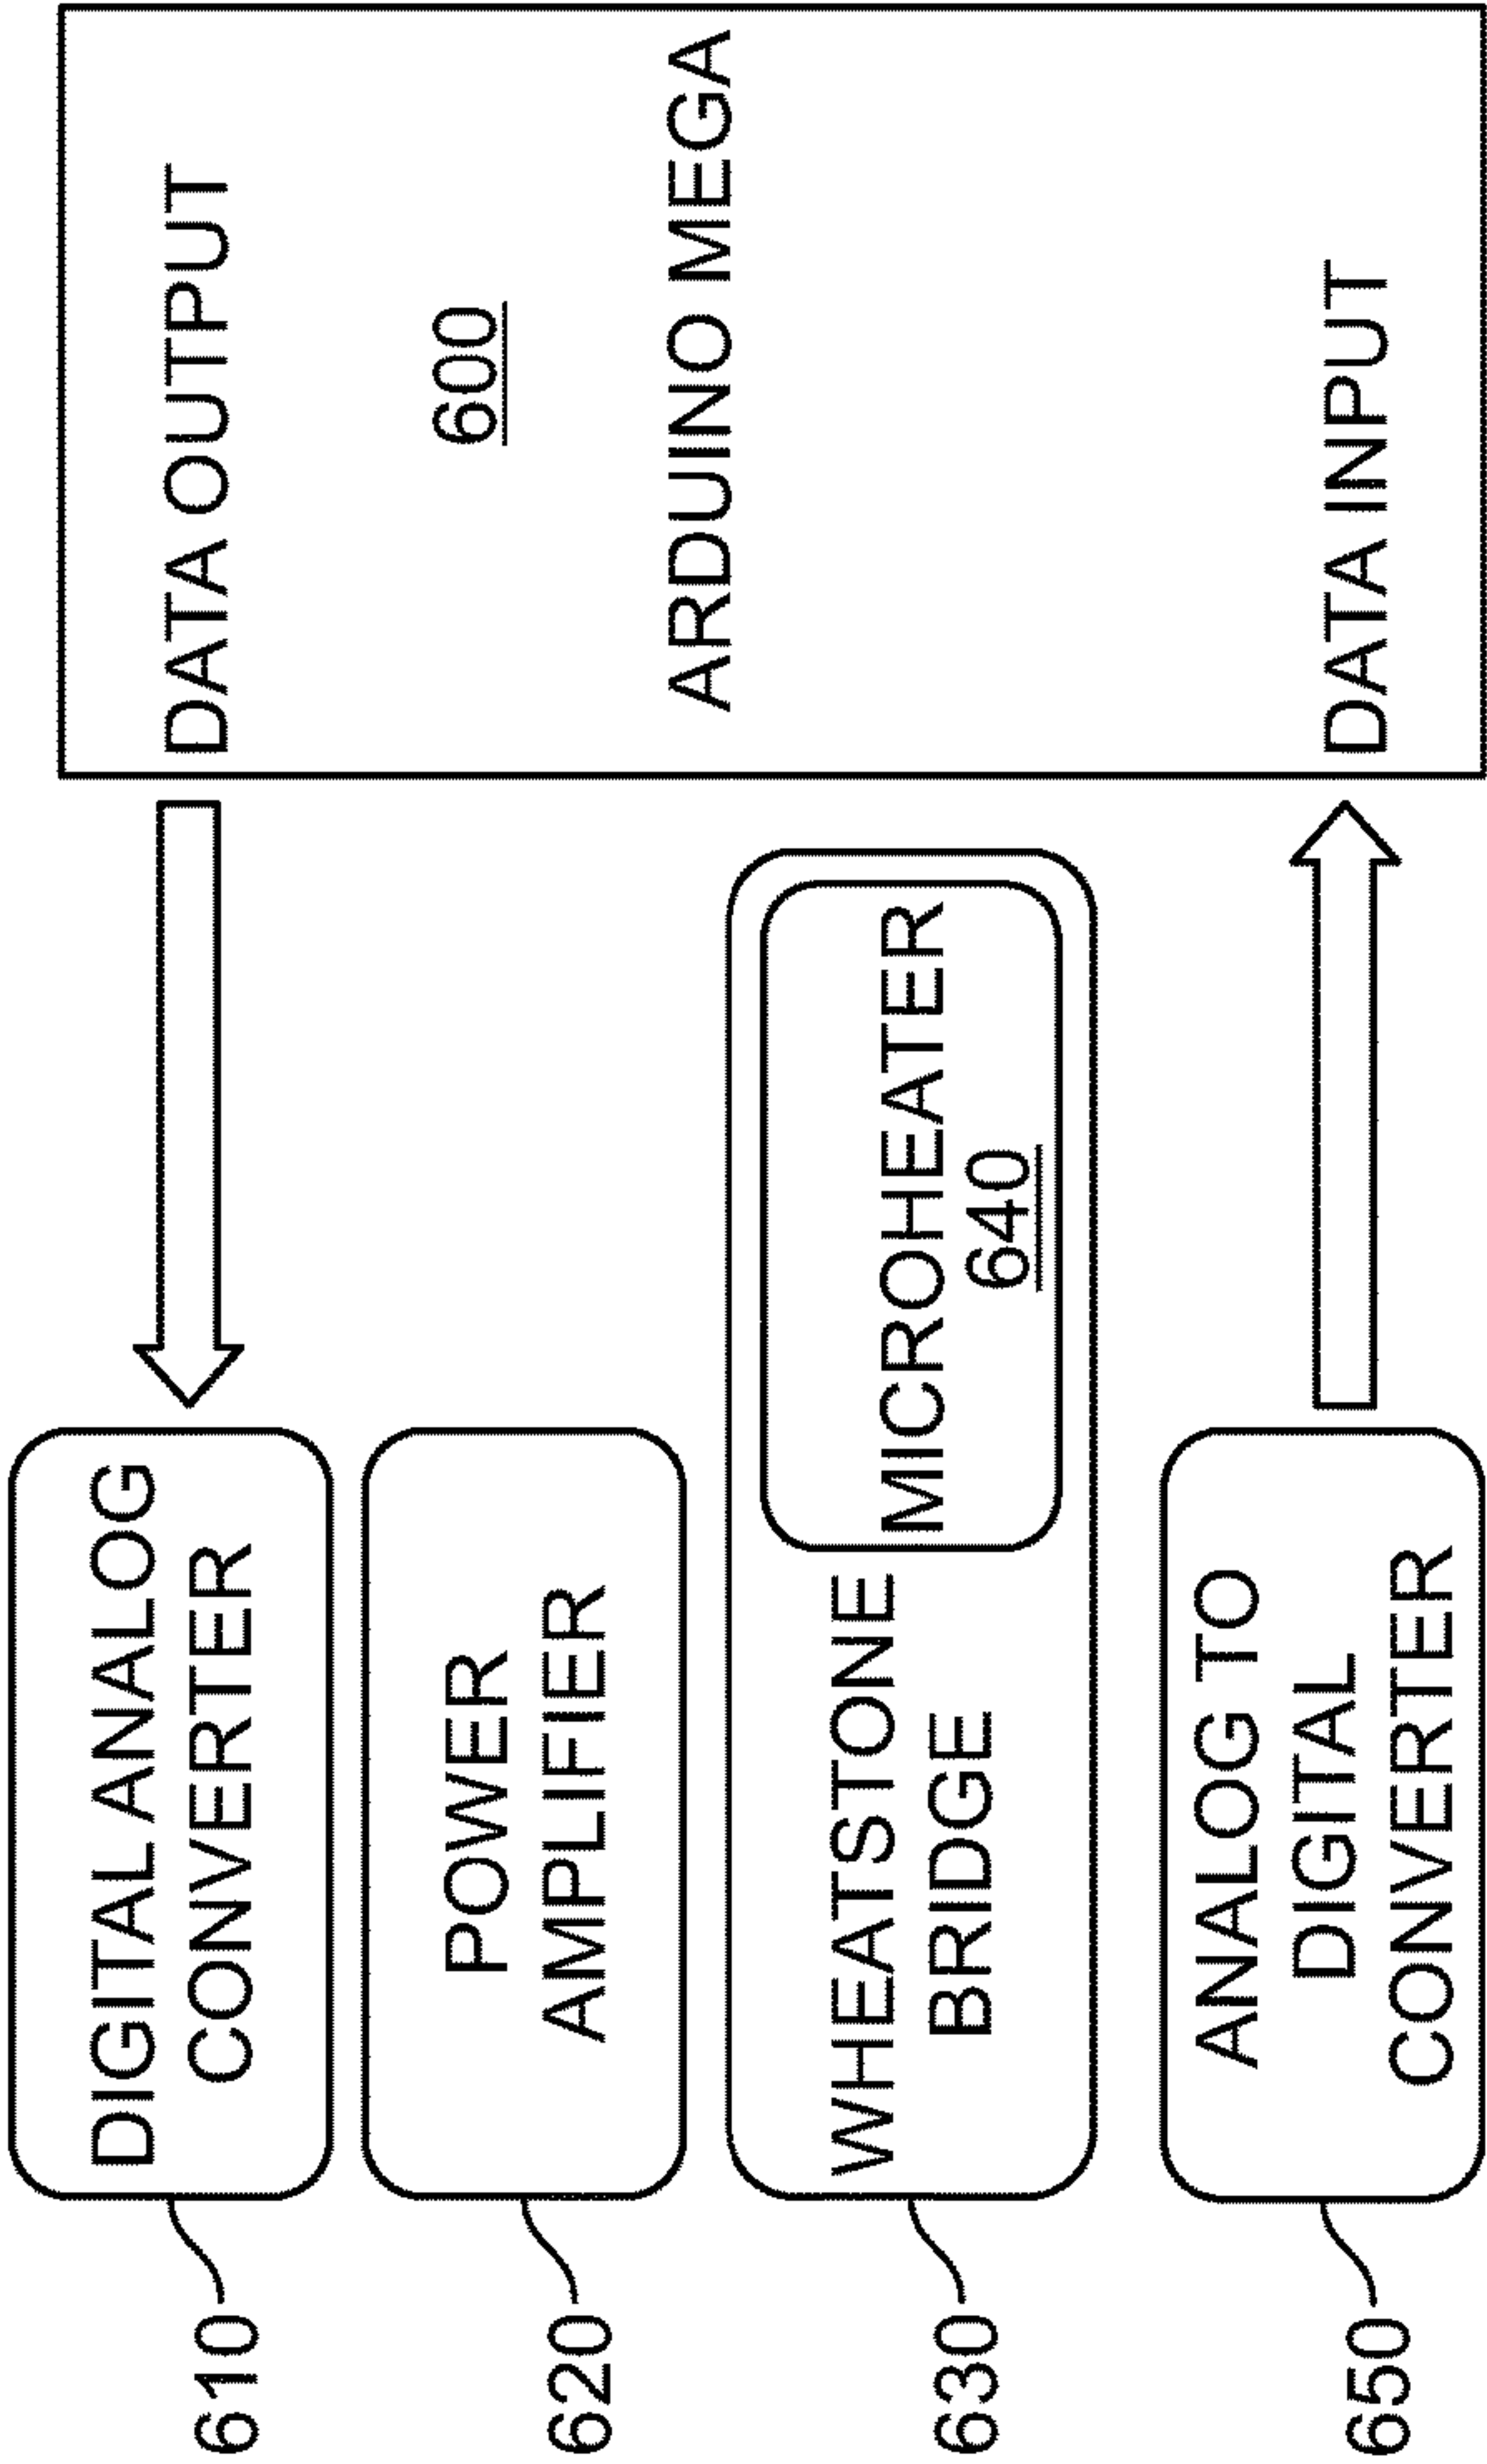 610
DIGITAL ANALOG
CONVERTER
620
POWER
AMPLIFIER
630
WHEATSTONE
BRIDGE
MICROHEATER
640
650
ANALOG TO
DIGITAL
CONVERTER
DATA OUTPUT
600
ARDUINO MEGA
DATA INPUT